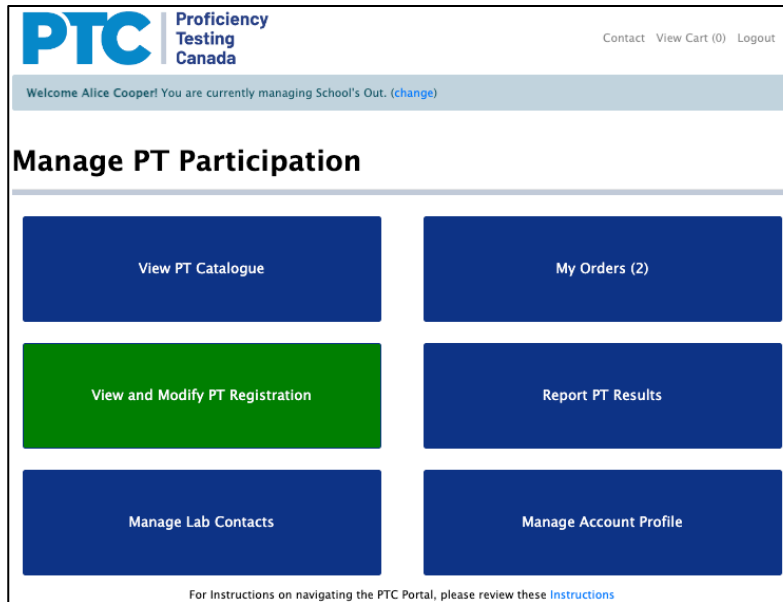 PTC
Proficiency
Testing
Canada
Contact View Cart (0) Logout
Welcome Alice Cooper! You are currently managing School's Out. (change)
Manage PT Participation
View PT Catalogue
My Orders (2)
View and Modify PT Registration
Report PT Results
Manage Lab Contacts
Manage Account Profile
For Instructions on navigating the PTC Portal, please review these Instructions